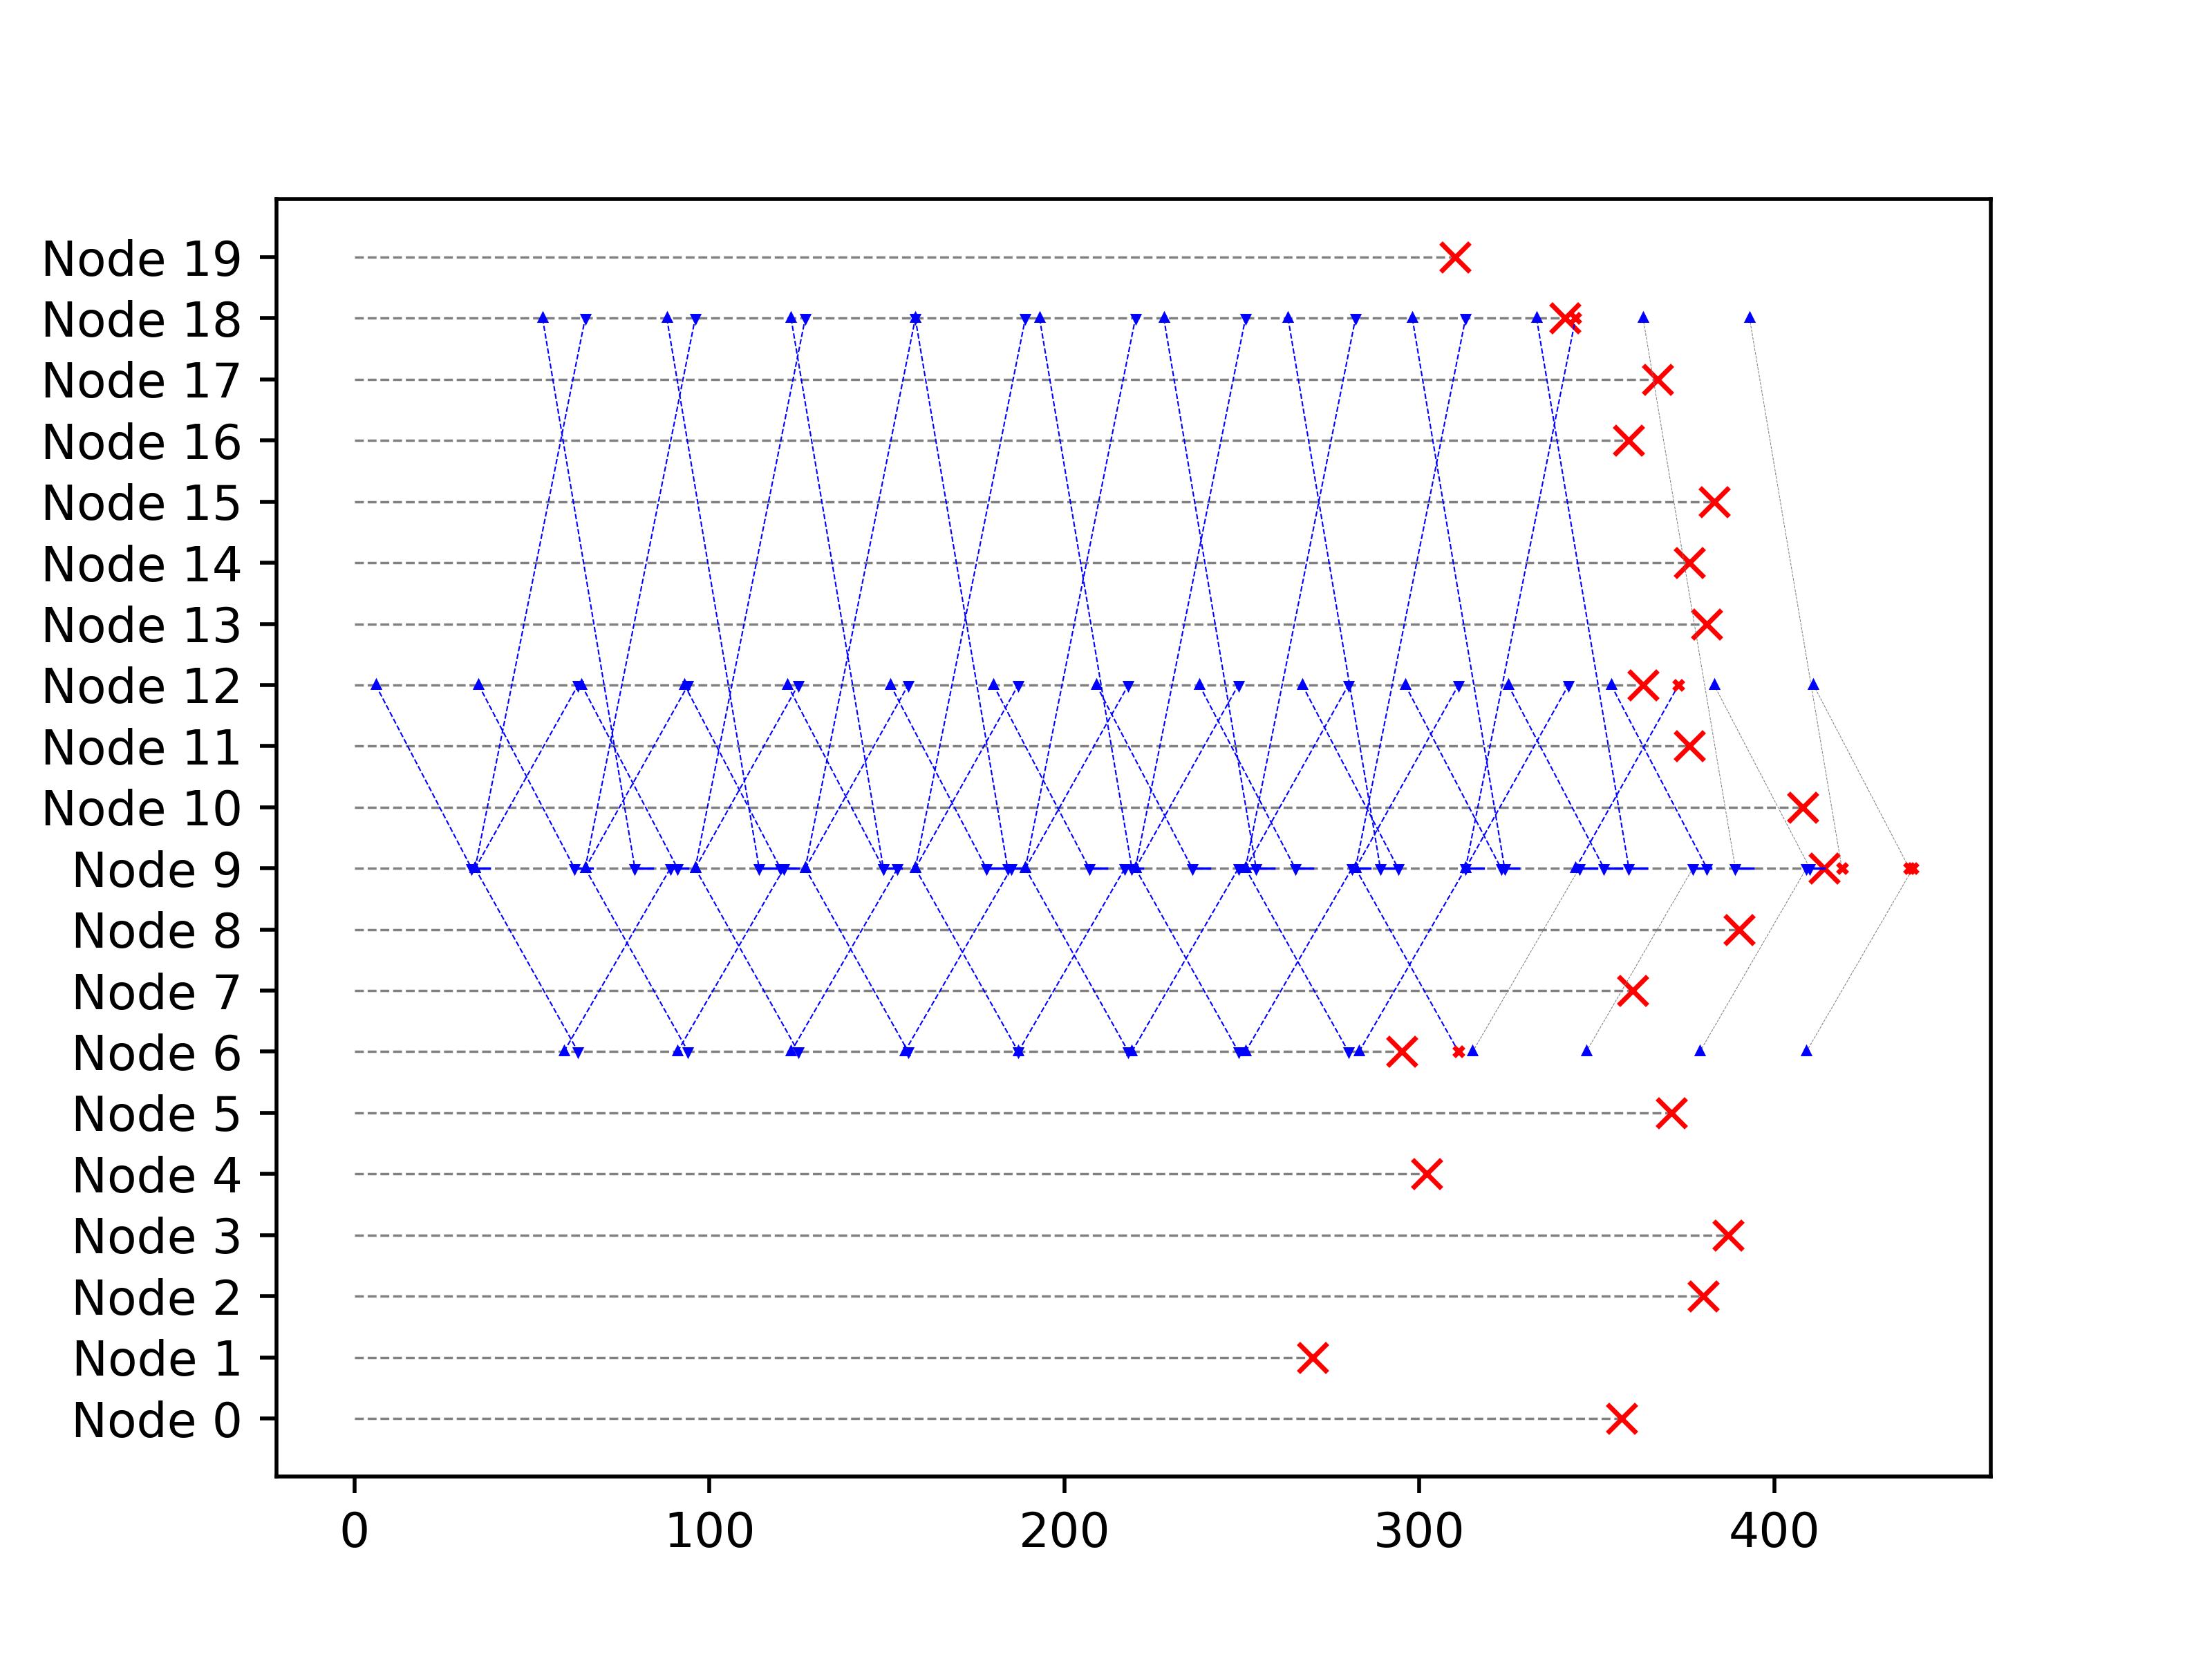 Node 19
Node 18
Node 17
Node 16
Node 15
Node 14
Node 13
Node 12
Node 11
Node 10
Node 9
Node 8
Node 7
Node 6
Node 5
Node 4
Node 3
Node 2
Node 1
Node 0
0 100 200 300 400